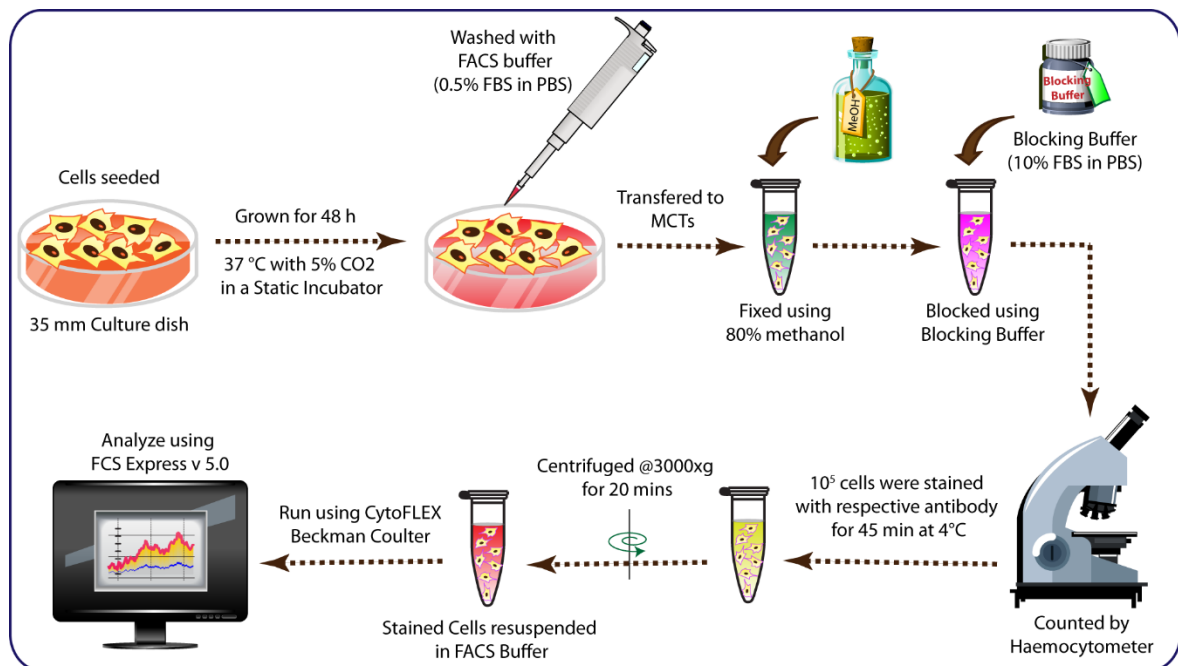 Cells seeded
35 mm Culture dish
Grown for 48 h
37 °C with 5% CO2
in a Static Incubator
Washed with
FACS buffer
(0.5% FBS in PBS)
Transfered to
MCTs
MeOH
Fixed using
80% methanol
Blocking
Buffer
Blocking Buffer
(10% FBS in PBS)
Blocked using
Blocking Buffer
Counted by
Haemocytometer
10⁵ cells were stained
with respective antibody
for 45 min at 4°C
Centrifuged @3000xg
for 20 mins
Stained Cells resuspended
in FACS Buffer
Run using CytoFLEX
Beckman Coulter
Analyze using
FCS Express v 5.0